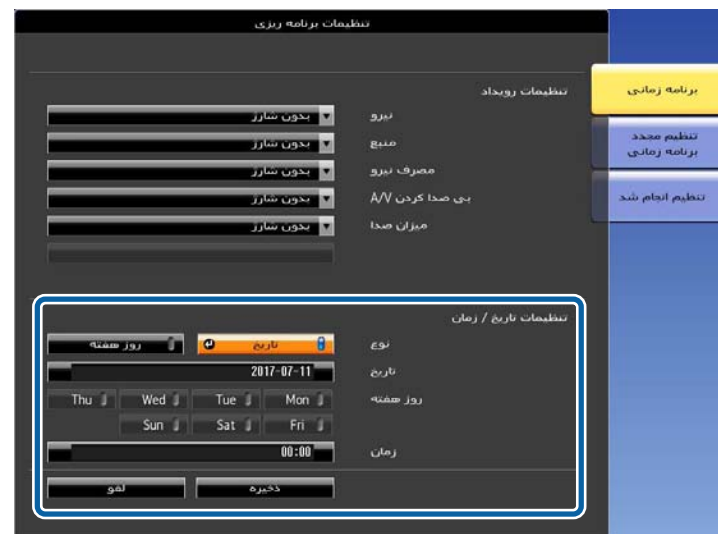 تنظیمات برنامه ریزی
برنامه زمانی
تنظیم مجدد
برنامه زمانی
تنظیم انجام شد
تنظیمات رویداد
نیرو بدون شارژ
منبع بدون شارژ
مصرف نیرو بدون شارژ
بی صدا کردن A/V بدون شارژ
میزان صدا بدون شارژ
تنظیمات تاریخ / زمان
نوع تاریخ روز هفته
تاریخ 2017-07-11
روز هفته Mon Tue Wed Thu
Fri Sat Sun
زمان 00:00
ذخیره لغو